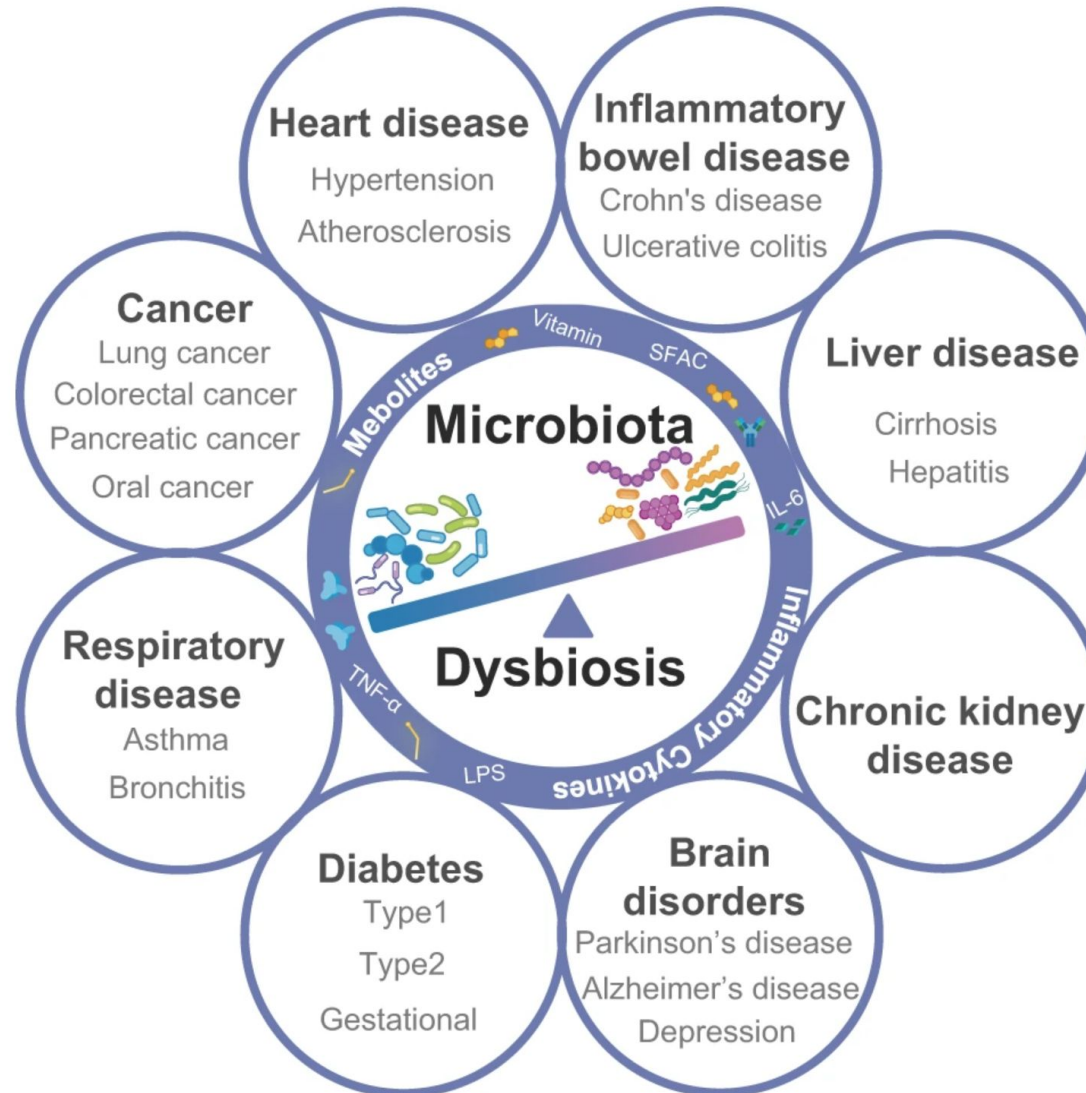 Heart disease
Hypertension
Atherosclerosis
Inflammatory
bowel disease
Crohn's disease
Ulcerative colitis
Cancer
Lung cancer
Colorectal cancer
Pancreatic cancer
Oral cancer
Liver disease
Cirrhosis
Hepatitis
Mebolites
Vitamin
SFAC
IL-6
Inflammatory Cytokines
LPS
TNF-α
Microbiota
Dysbiosis
Respiratory
disease
Asthma
Bronchitis
Chronic kidney
disease
Diabetes
Type1
Type2
Gestational
Brain
disorders
Parkinson’s disease
Alzheimer’s disease
Depression